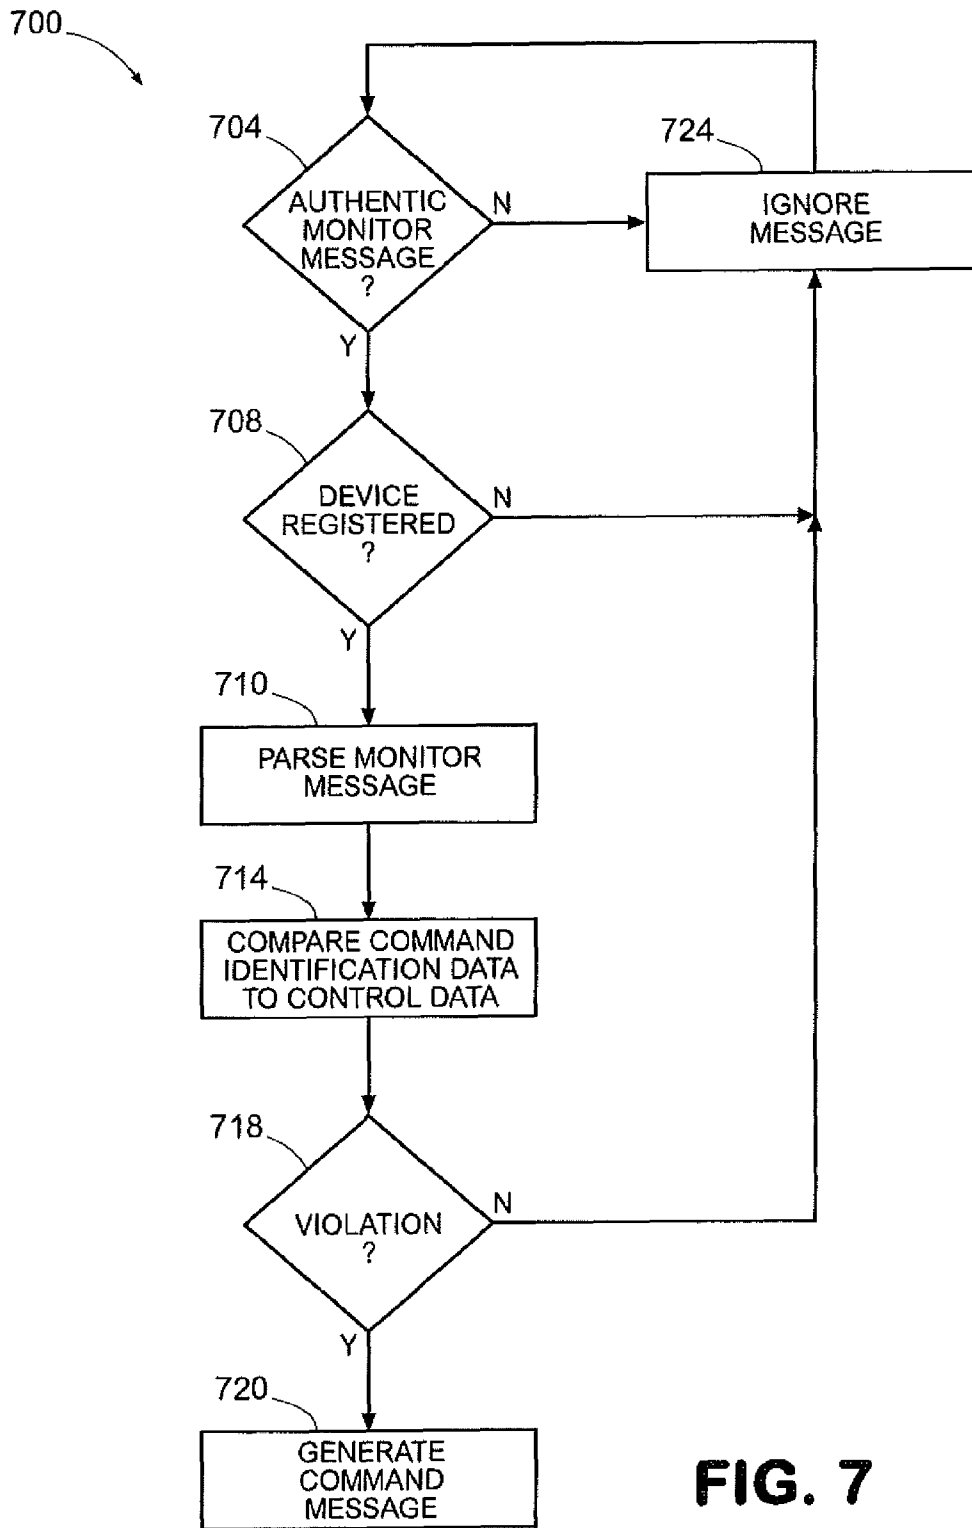 700
704
AUTHENTIC
MONITOR
MESSAGE
?
N
Y
724
IGNORE
MESSAGE
708
DEVICE
REGISTERED
?
N
Y
710
PARSE MONITOR
MESSAGE
714
COMPARE COMMAND
IDENTIFICATION DATA
TO CONTROL DATA
718
VIOLATION
?
N
Y
720
GENERATE
COMMAND
MESSAGE
FIG. 7